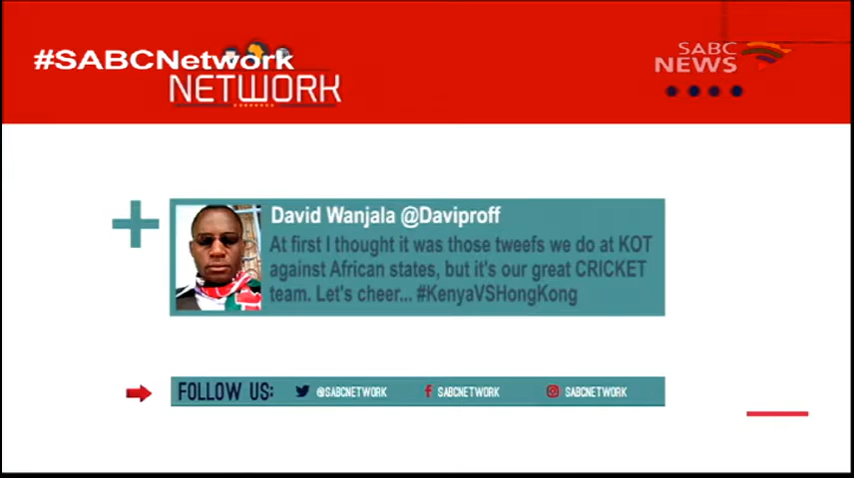 #SABCNetwork
NETWORK
SABC
NEWS
David Wanjala @Daviproff
At first I thought it was those tweefs we do at KOT
against African states, but it's our great CRICKET
team. Let's cheer... #KenyaVSHongKong
FOLLOW US: @SABCNETWORK SABCNETWORK SABCNETWORK